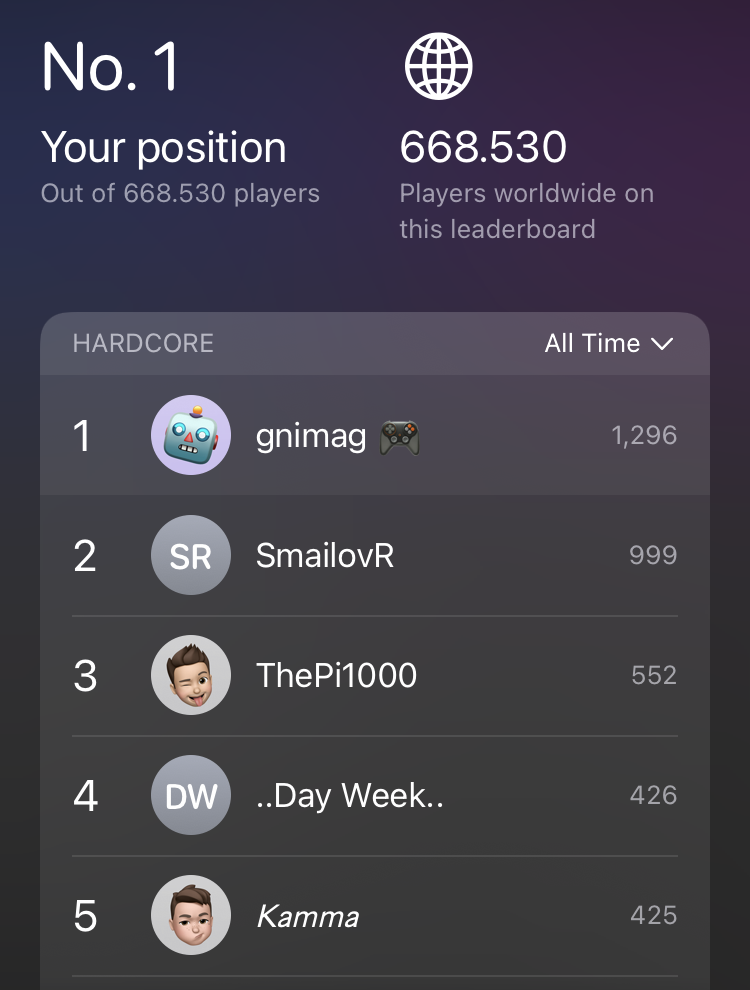 No. 1
Your position
Out of 668.530 players
668.530
Players worldwide on
this leaderboard
HARDCORE All Time
1 gnimag 🎮 1,296
2 SR SmailovR 999
3 ThePi1000 552
4 DW ..Day Week.. 426
5 Kamma 425